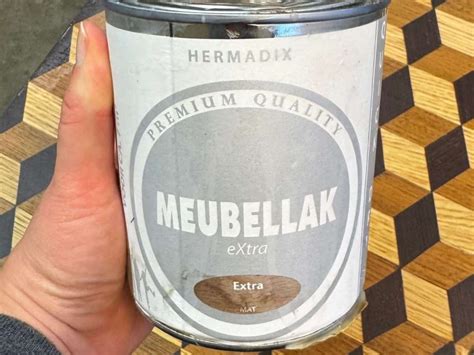 HERMADIX
PREMIUM QUALITY
MEUBELLAK
eXtra
Extra
MAT